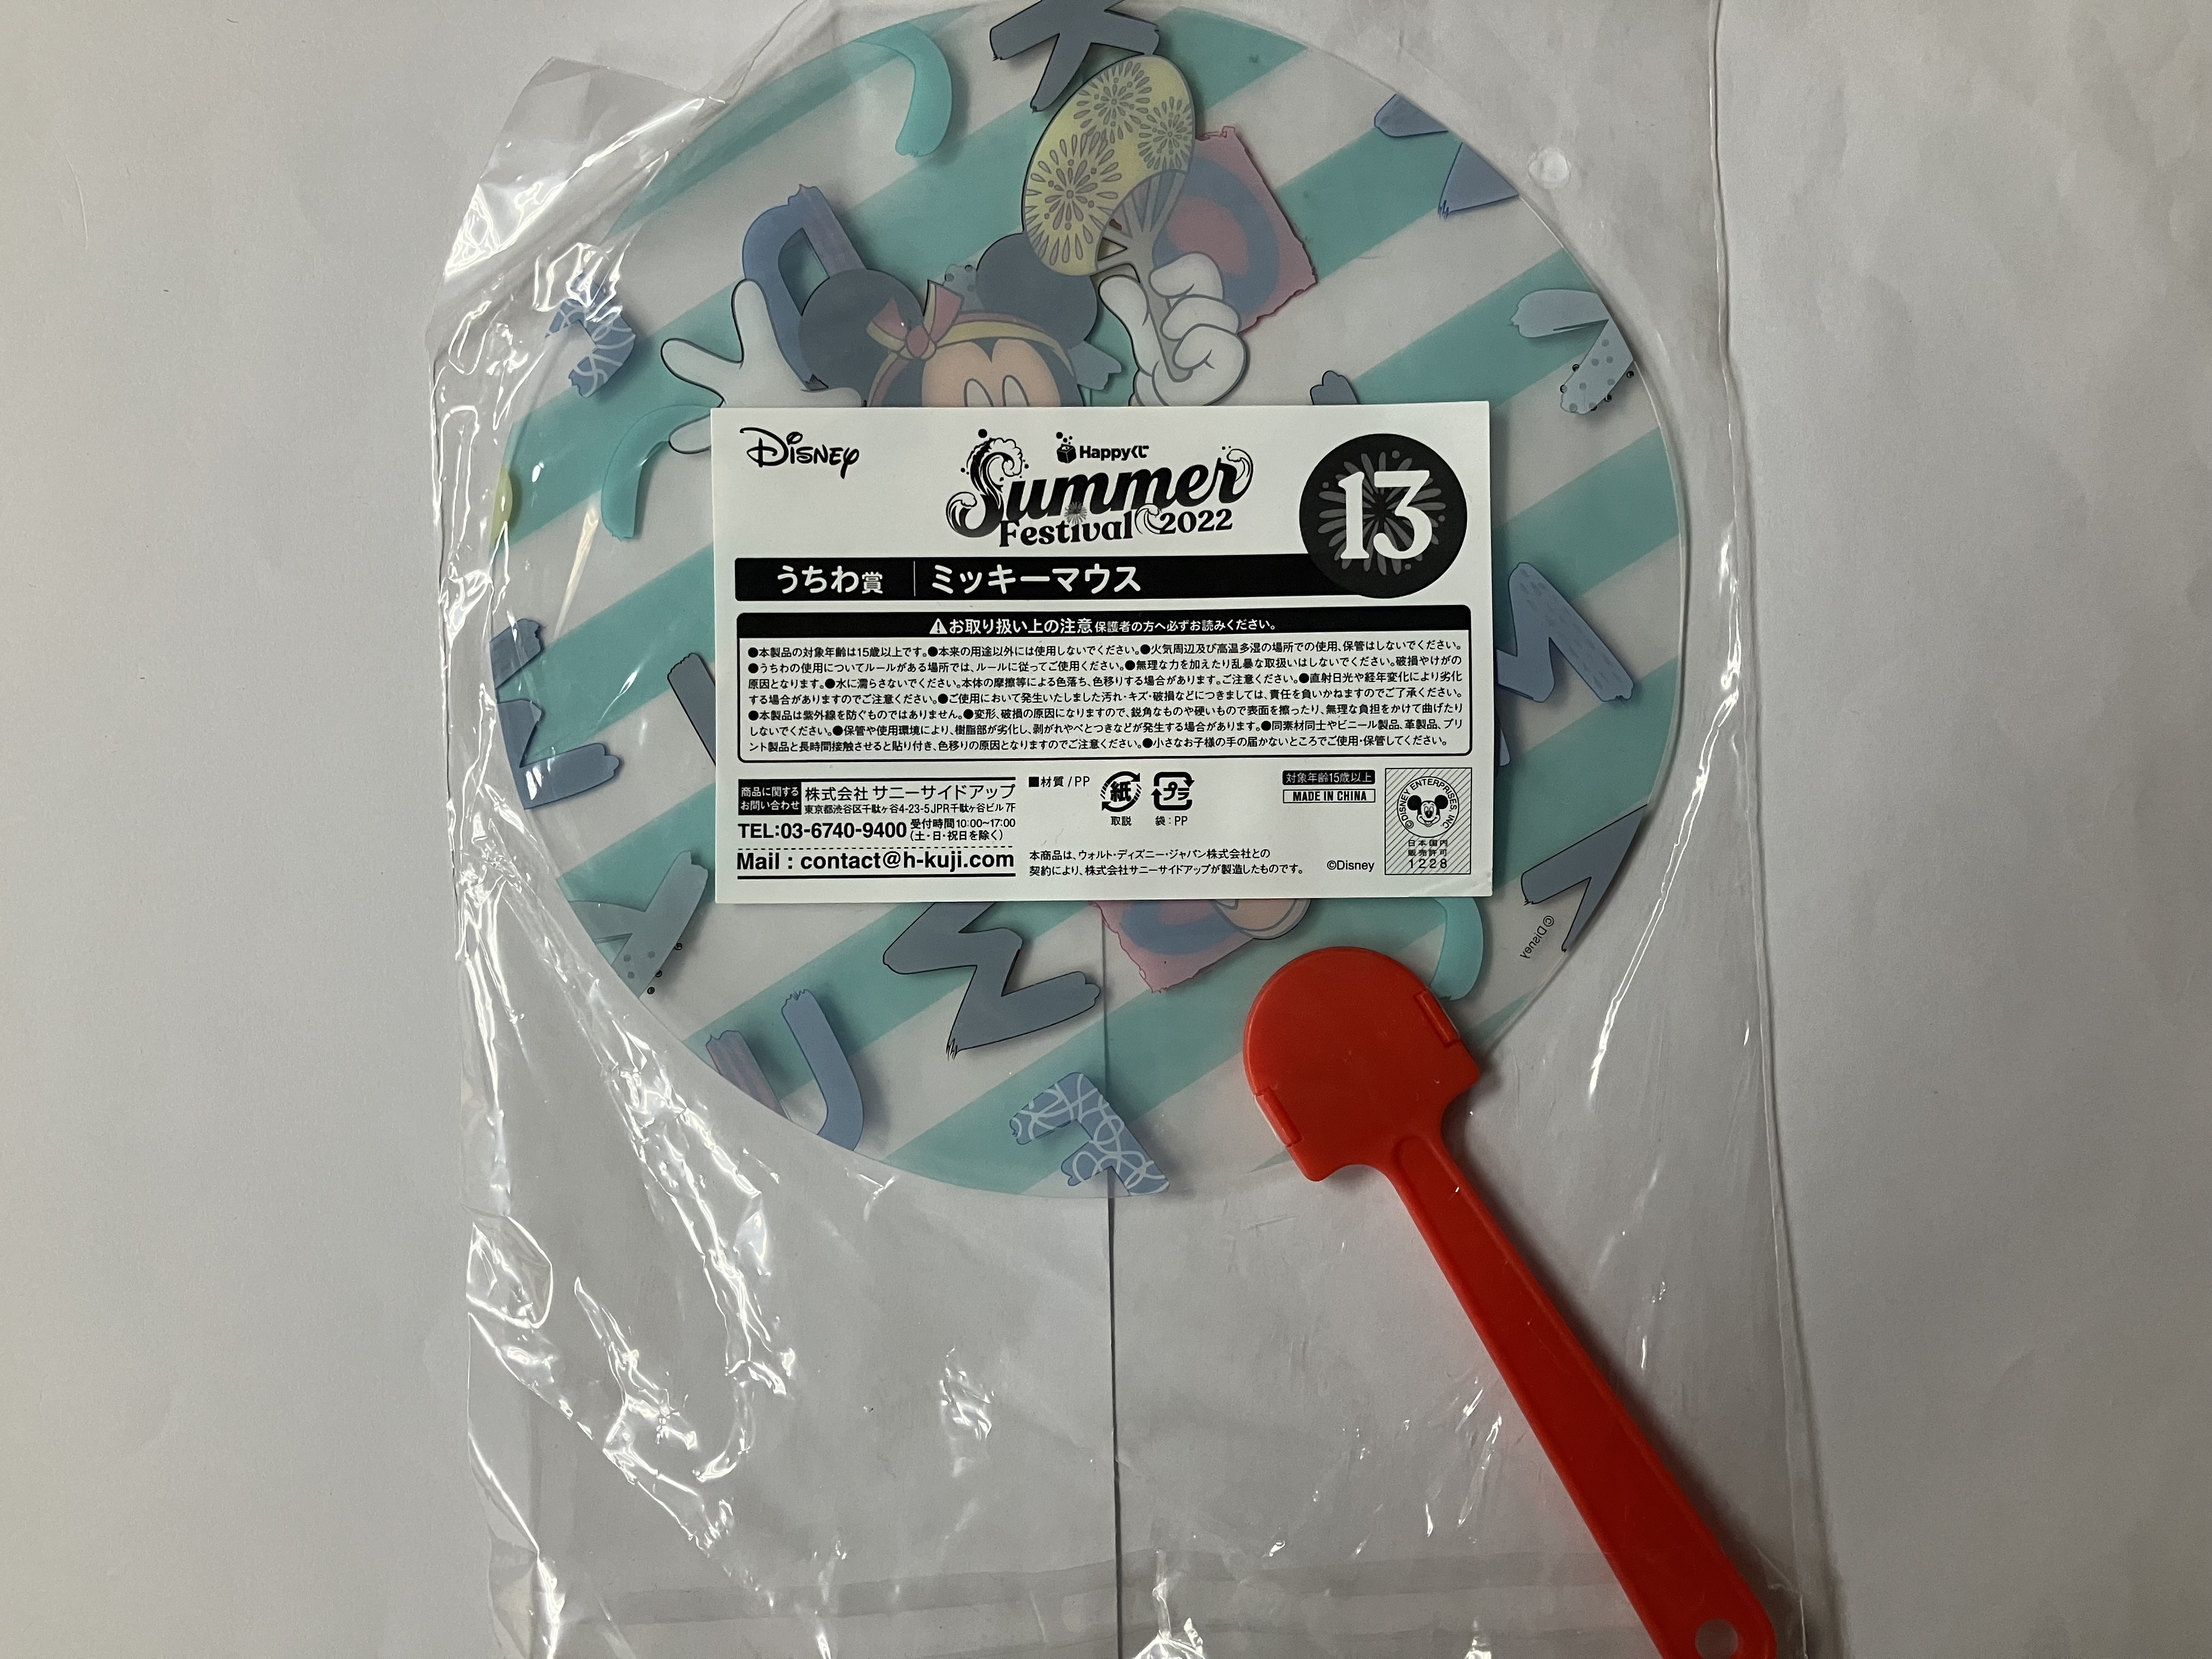 Disney
Happyくじ
Summer
Festival 2022
13
うちわ賞 ミッキーマウス
⚠お取り扱い上の注意 保護者の方へ必ずお読みください。
●本製品の対象年齢は15歳以上です。●本来の用途以外には使用しないでください。●火気周辺及び高温多湿の場所での使用、保管はしないでください。
●うちわの使用についてルールがある場所では、ルールに従ってご使用ください。●無理な力を加えたり乱暴な取扱いはしないでください。破損やけがの
原因となります。●水に濡らさないでください。本体の摩擦等による色落ち、色移りする場合があります。ご注意ください。●直射日光や経年変化により劣化
する場合がありますのでご注意ください。●ご使用において発生いたしました汚れ・キズ・破損などにつきましては、責任を負いかねますのでご了承ください。
●本製品は紫外線を防ぐものではありません。●変形、破損の原因になりますので、鋭角なものや硬いもので表面を擦ったり、無理な負担をかけて曲げたり
しないでください。●保管や使用環境により、樹脂部が劣化し、剥がれやべとつきなどが発生する場合があります。●同素材同士やビニール製品、革製品、プリ
ント製品と長時間接触させると貼り付き、色移りの原因となりますのでご注意ください。●小さなお子様の手の届かないところでご使用・保管してください。
商品に関する
お問い合わせ
株式会社 サニーサイドアップ
東京都渋谷区千駄ヶ谷4-23-5 JPR千駄ヶ谷ビル 7F
TEL:03-6740-9400 受付時間10:00~17:00
(土・日・祝日を除く)
Mail : contact@h-kuji.com
■材質 / PP
紙
取説
プラ
袋 : PP
対象年齢15歳以上
MADE IN CHINA
本商品は、ウォルト・ディズニー・ジャパン株式会社との
契約により、株式会社サニーサイドアップが製造したものです。
©Disney
©DISNEY ENTERPRISES, INC.
日本国内
販売許可
1228
©Disney